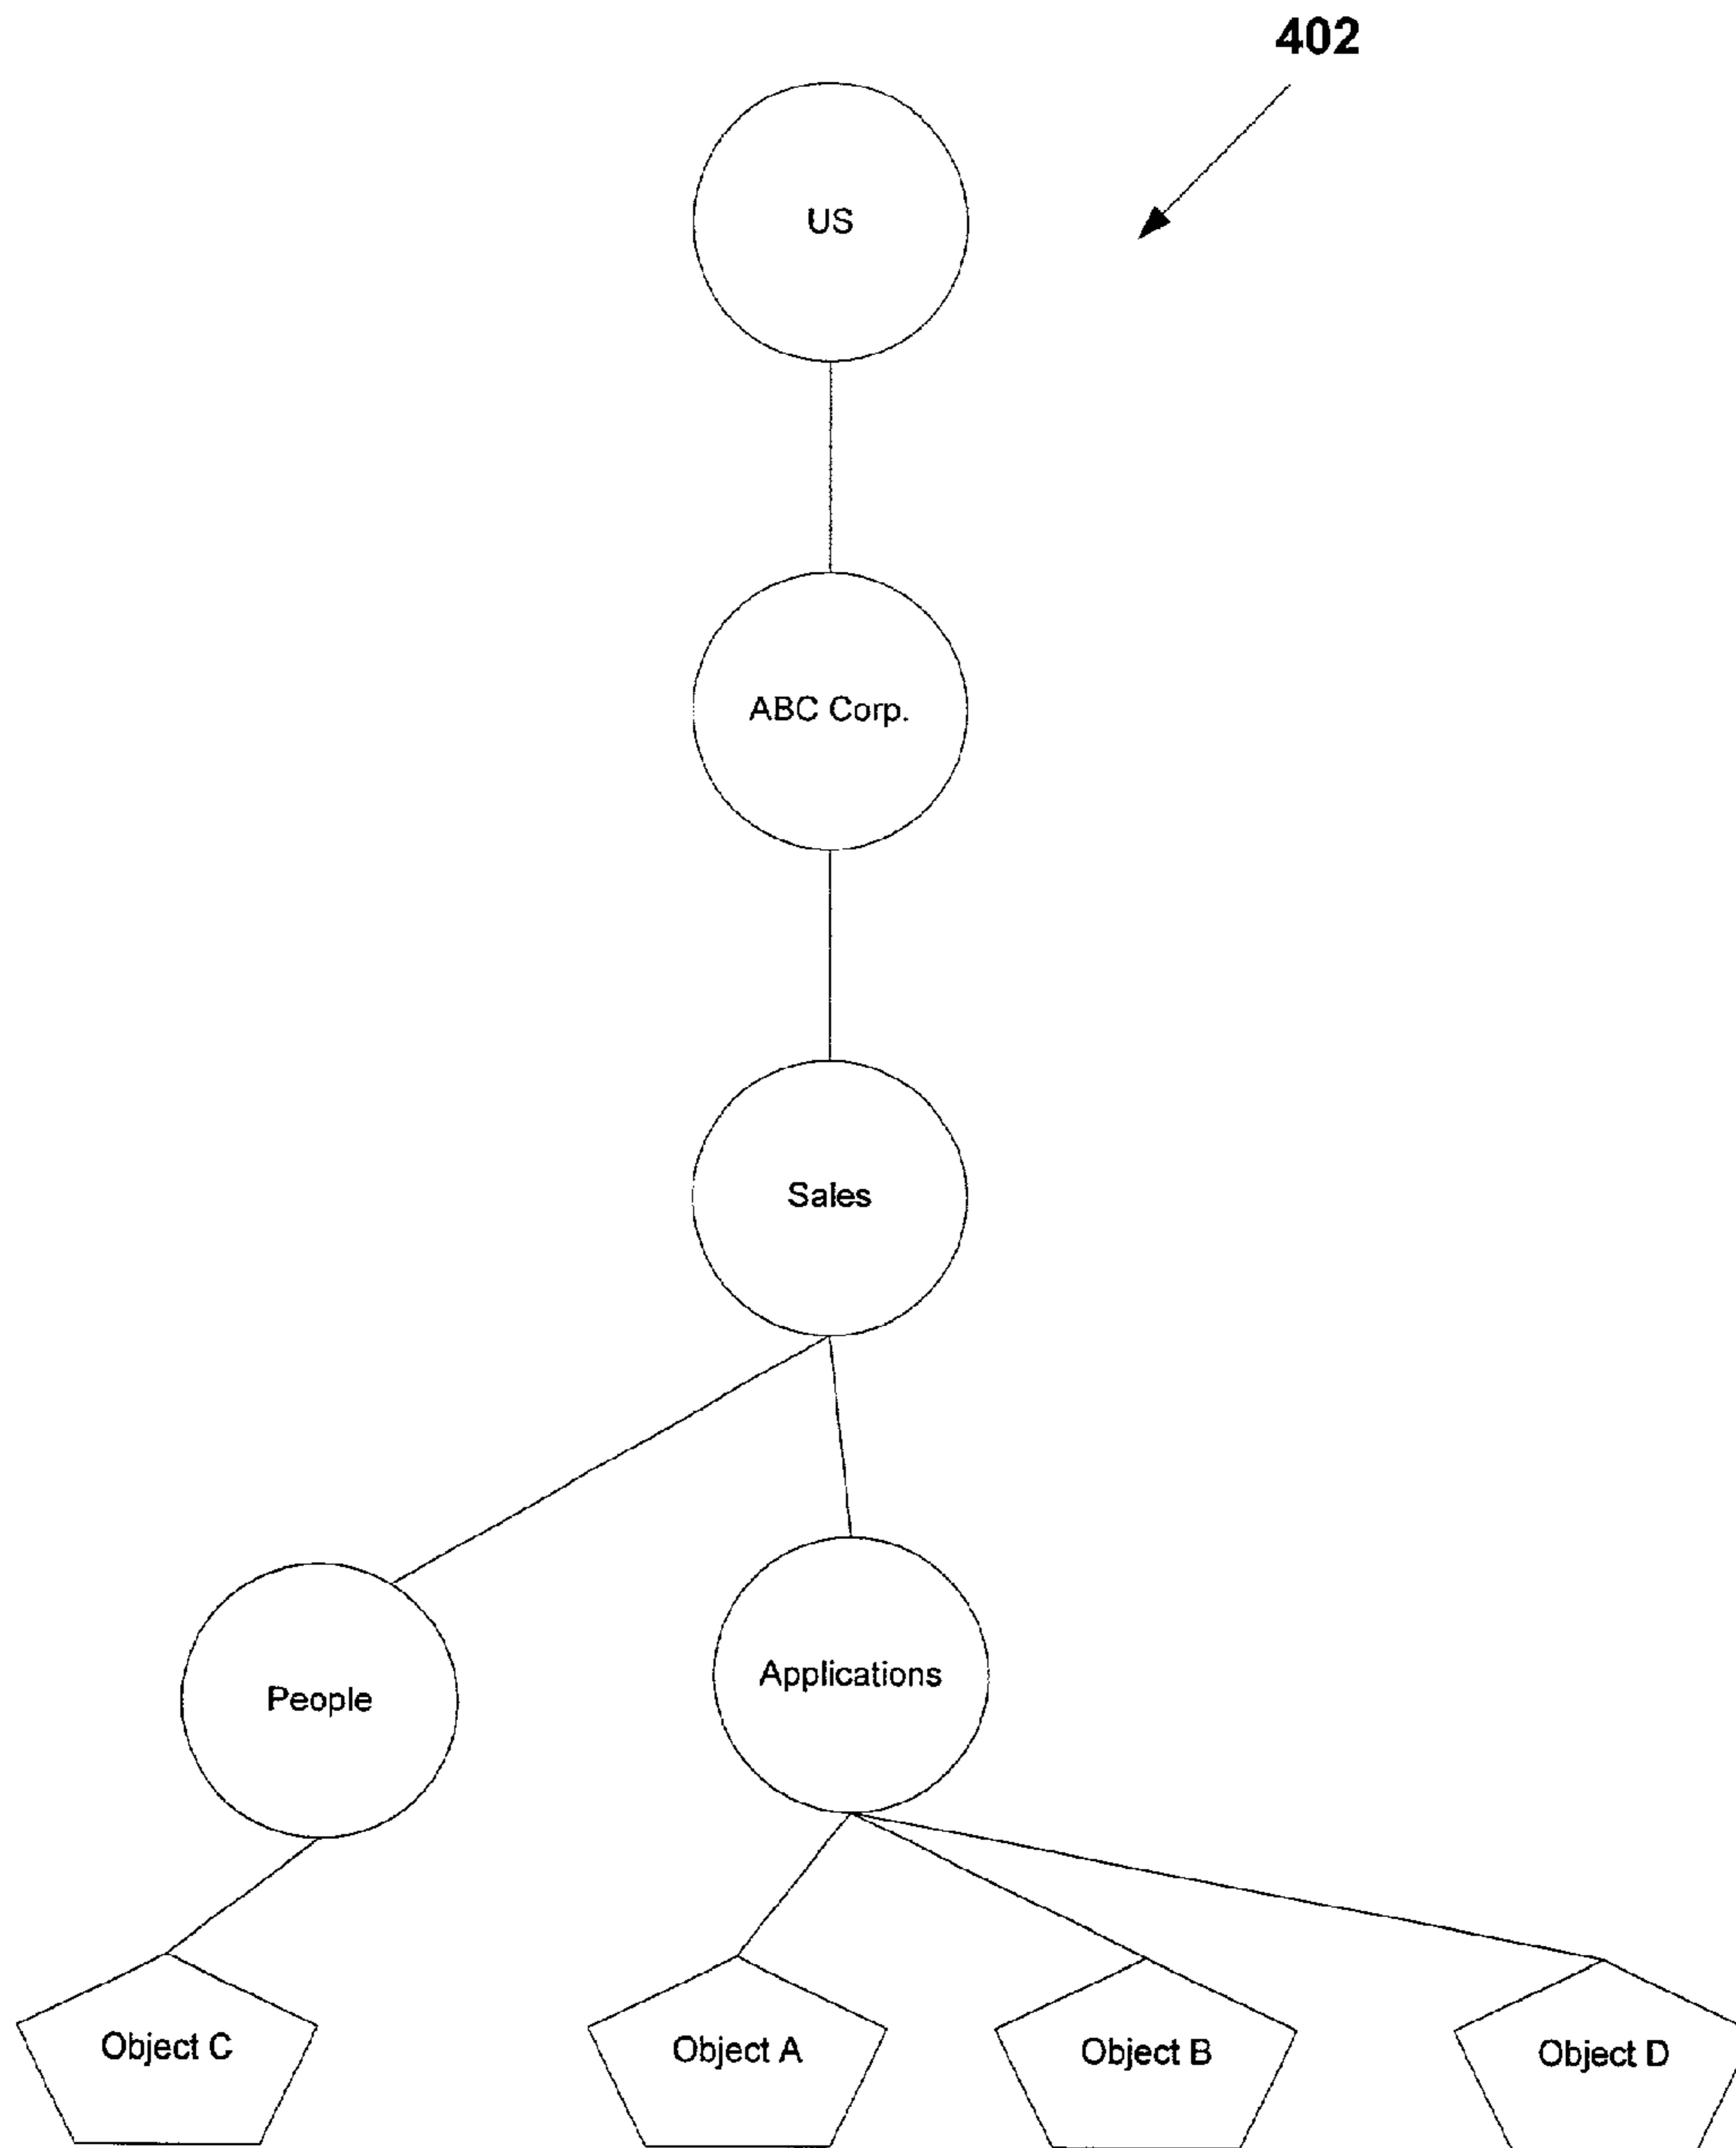 402
US
ABC Corp.
Sales
People
Applications
Object C
Object A
Object B
Object D